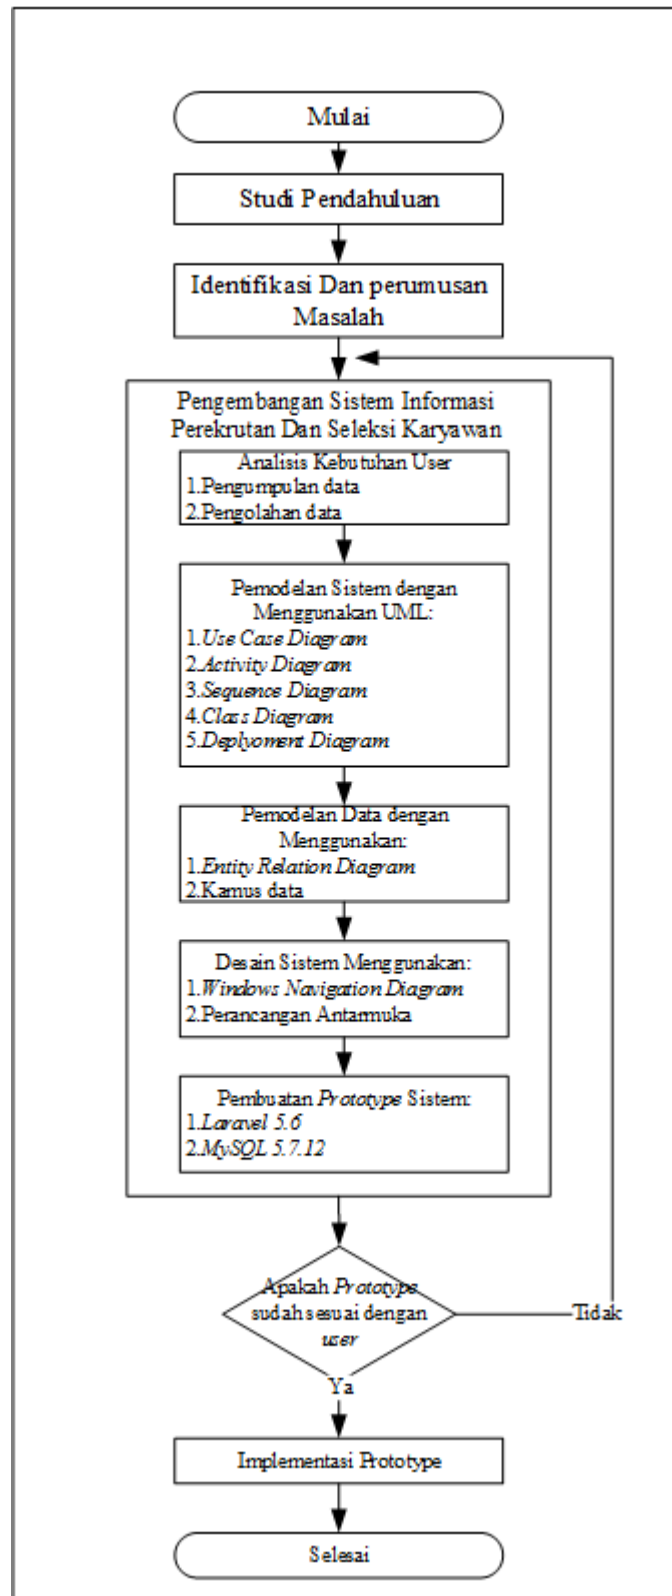 Mulai
Studi Pendahuluan
Identifikasi Dan perumusan
Masalah
Pengembangan Sistem Informasi
Perekrutan Dan Seleksi Karyawan
Analisis Kebutuhan User
1.Pengumpulan data
2.Pengolahan data
Pemodelan Sistem dengan
Menggunakan UML:
1.Use Case Diagram
2.Activity Diagram
3.Sequence Diagram
4.Class Diagram
5.Deplyoment Diagram
Pemodelan Data dengan
Menggunakan:
1.Entity Relation Diagram
2.Kamus data
Desain Sistem Menggunakan:
1.Windows Navigation Diagram
2.Perancangan Antarmuka
Pembuatan Prototype Sistem:
1.Laravel 5.6
2.MySQL 5.7.12
Apakah Prototype
sudah sesuai dengan
user
Tidak
Ya
Implementasi Prototype
Selesai